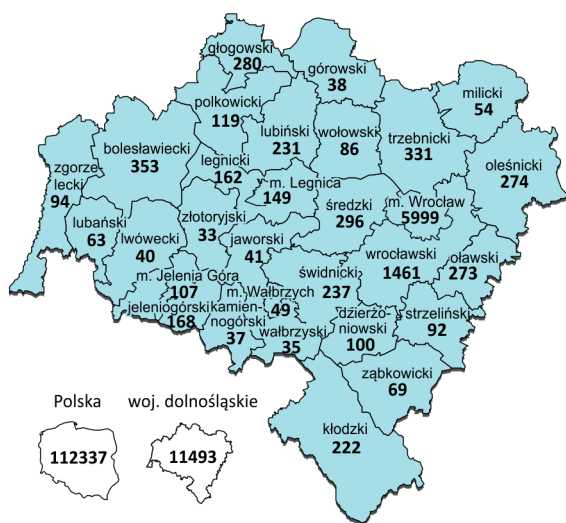 głogowski
280
górowski
38
milicki
54
polkowicki
119
lubiński
231
wołowski
86
trzebnicki
331
oleśnicki
274
bolesławiecki
353
zgorze
lecki
94
legnicki
162
m. Legnica
149
średzki
296
m. Wrocław
5999
lubański
63
lwówecki
40
złotoryjski
33
jaworski
41
wrocławski
1461
oławski
273
m. Jelenia Góra
107
świdnicki
237
m. Wałbrzych
49
jeleniogórski
168
kamien-
nogórski
37
wałbrzyski
35
dzierżo-
niowski
100
strzeliński
92
ząbkowicki
69
kłodzki
222
Polska
112337
woj. dolnośląskie
11493